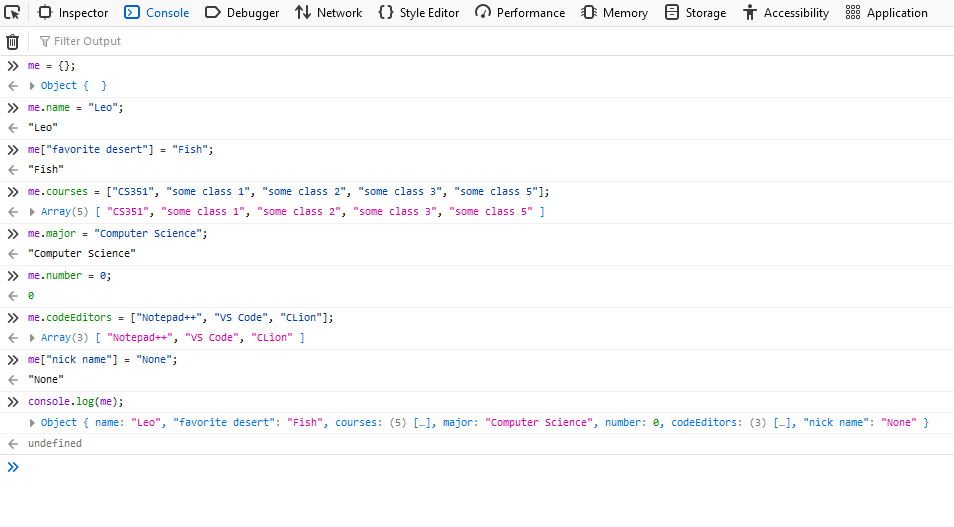 Inspector Console Debugger Network Style Editor Performance Memory Storage Accessibility Application
Filter Output
me = {};
Object {  }
me.name = "Leo";
"Leo"
me["favorite desert"] = "Fish";
"Fish"
me.courses = ["CS351", "some class 1", "some class 2", "some class 3", "some class 5"];
Array(5) [ "CS351", "some class 1", "some class 2", "some class 3", "some class 5" ]
me.major = "Computer Science";
"Computer Science"
me.number = 0;
0
me.codeEditors = ["Notepad++", "VS Code", "CLion"];
Array(3) [ "Notepad++", "VS Code", "CLion" ]
me["nick name"] = "None";
"None"
console.log(me);
Object { name: "Leo", "favorite desert": "Fish", courses: (5) […], major: "Computer Science", number: 0, codeEditors: (3) […], "nick name": "None" }
undefined